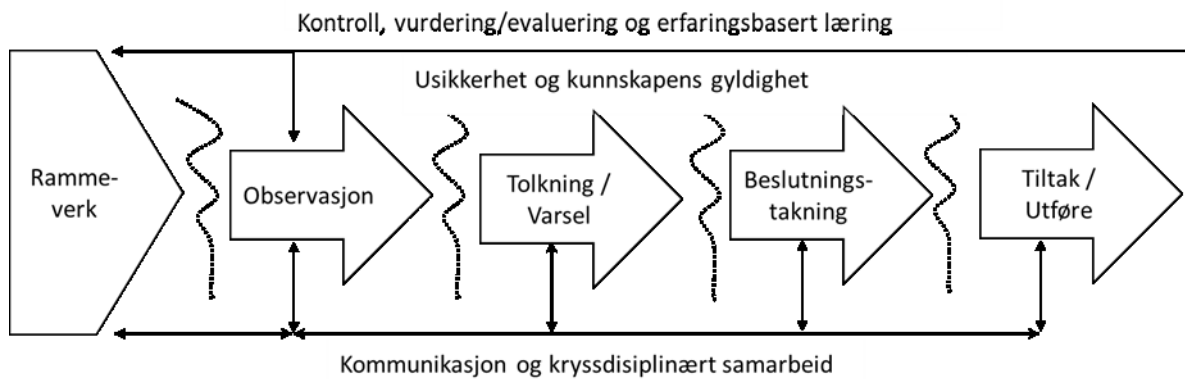 Kontroll, vurdering/evaluering og erfaringsbasert læring
Usikkerhet og kunnskapens gyldighet
Ramme-
verk
Observasjon
Tolkning /
Varsel
Beslutnings-
takning
Tiltak /
Utføre
Kommunikasjon og kryssdisiplinært samarbeid